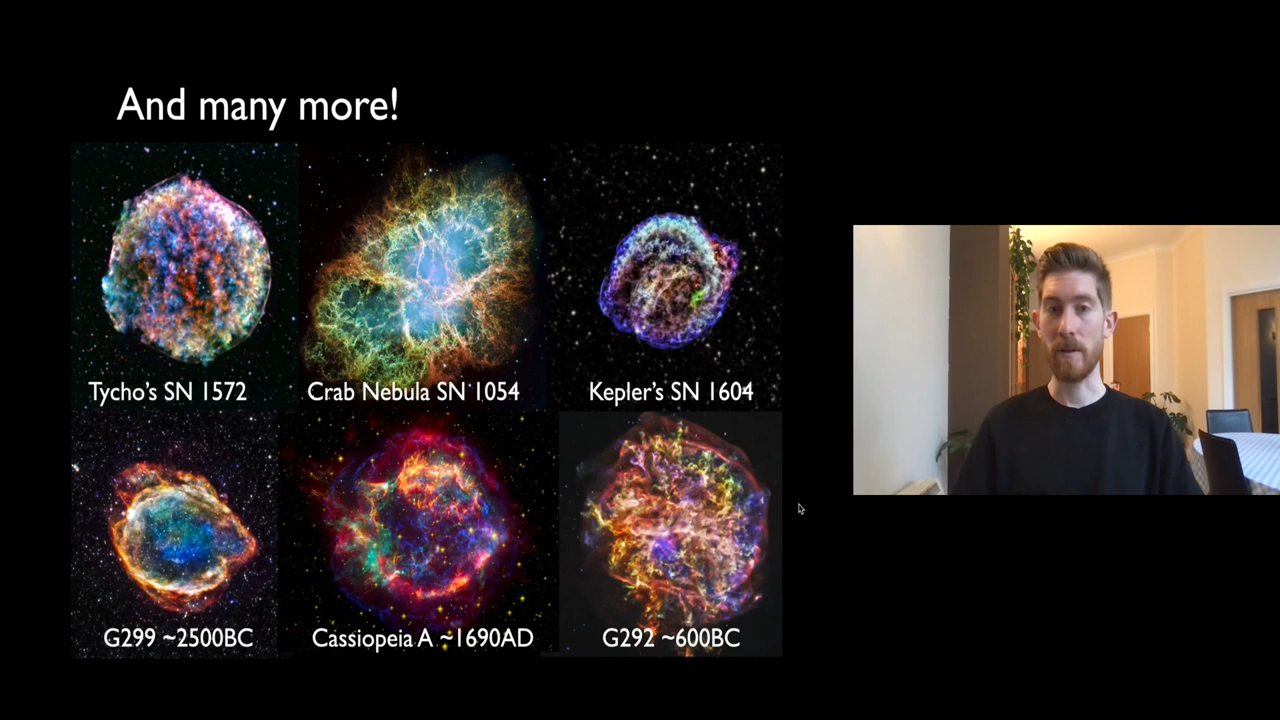 And many more!
Tycho's SN 1572
Crab Nebula SN 1054
Kepler's SN 1604
G299 ~2500BC
Cassiopeia A ~1690AD
G292 ~600BC